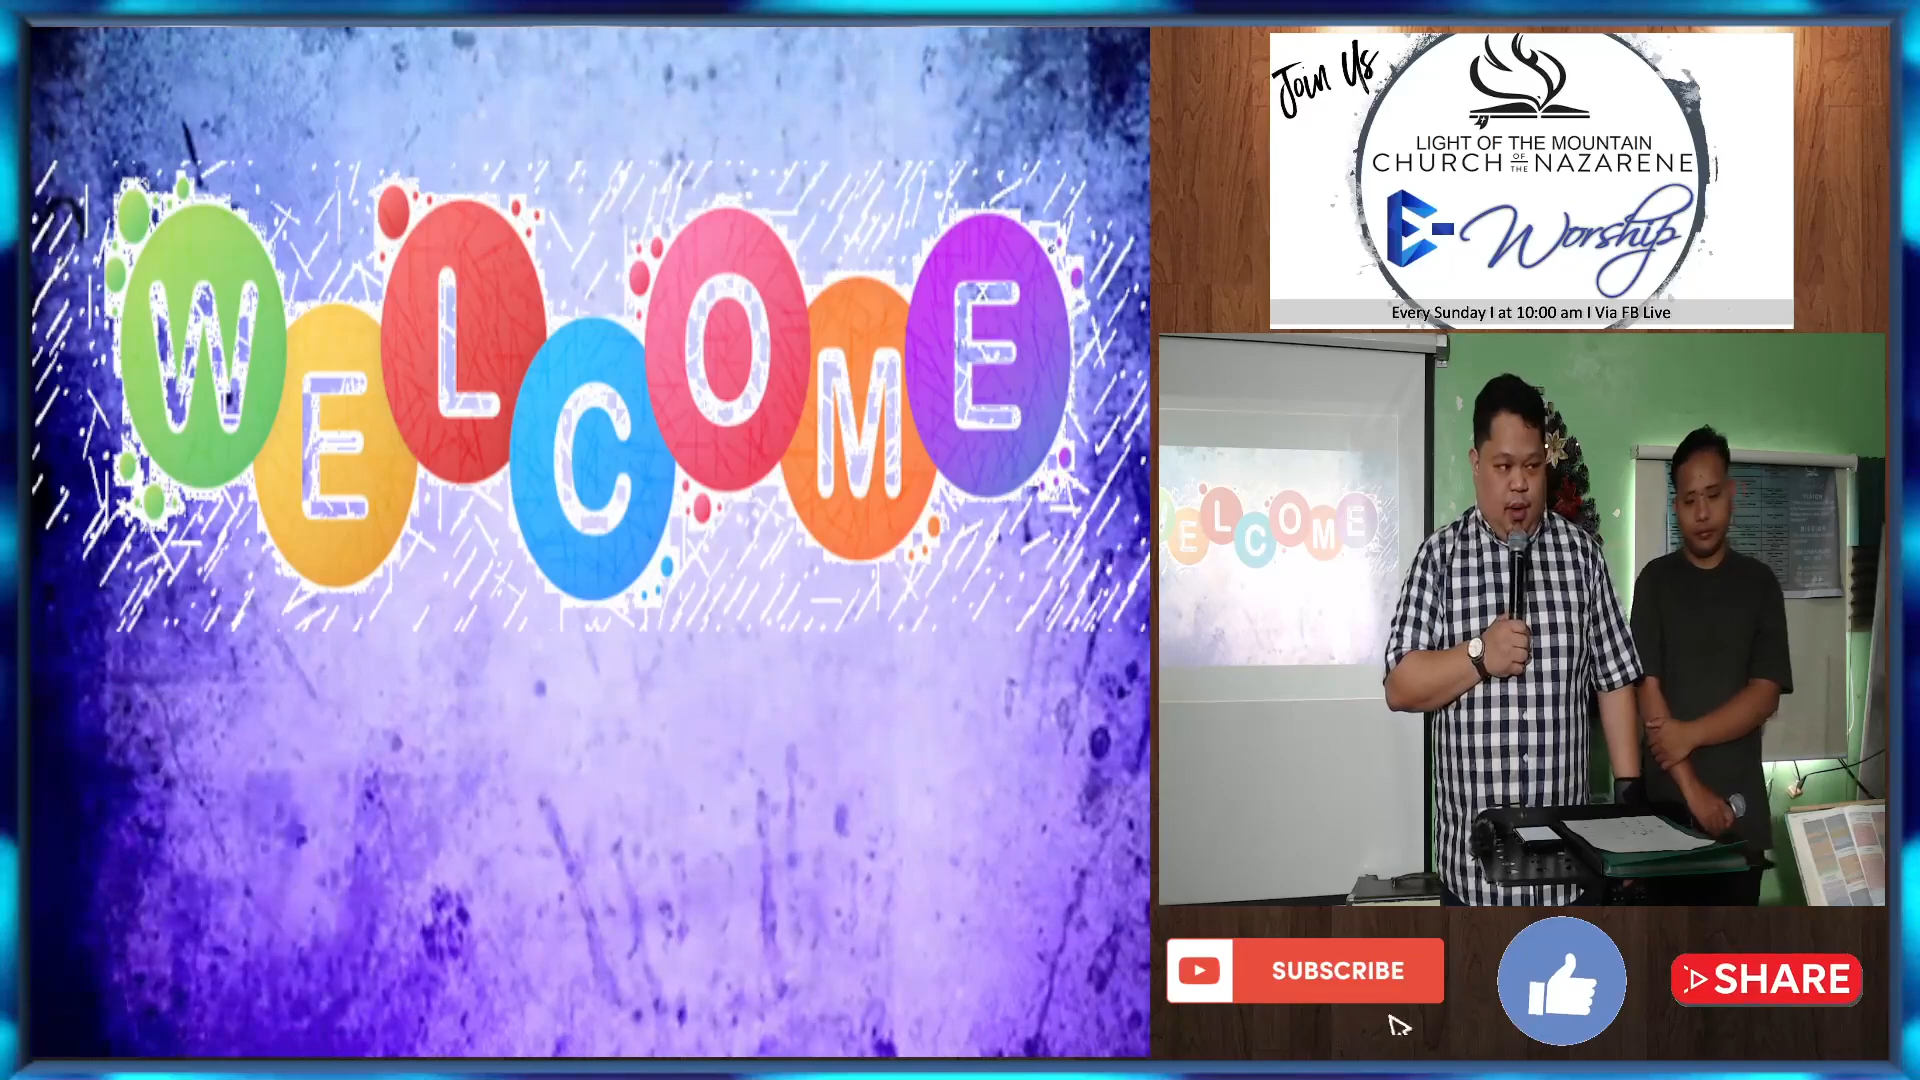 WELCOME
Join Us
LIGHT OF THE MOUNTAIN
CHURCH OF THE NAZARENE
E-Worship
Every Sunday I at 10:00 am I Via FB Live
WELCOME
SUBSCRIBE
SHARE